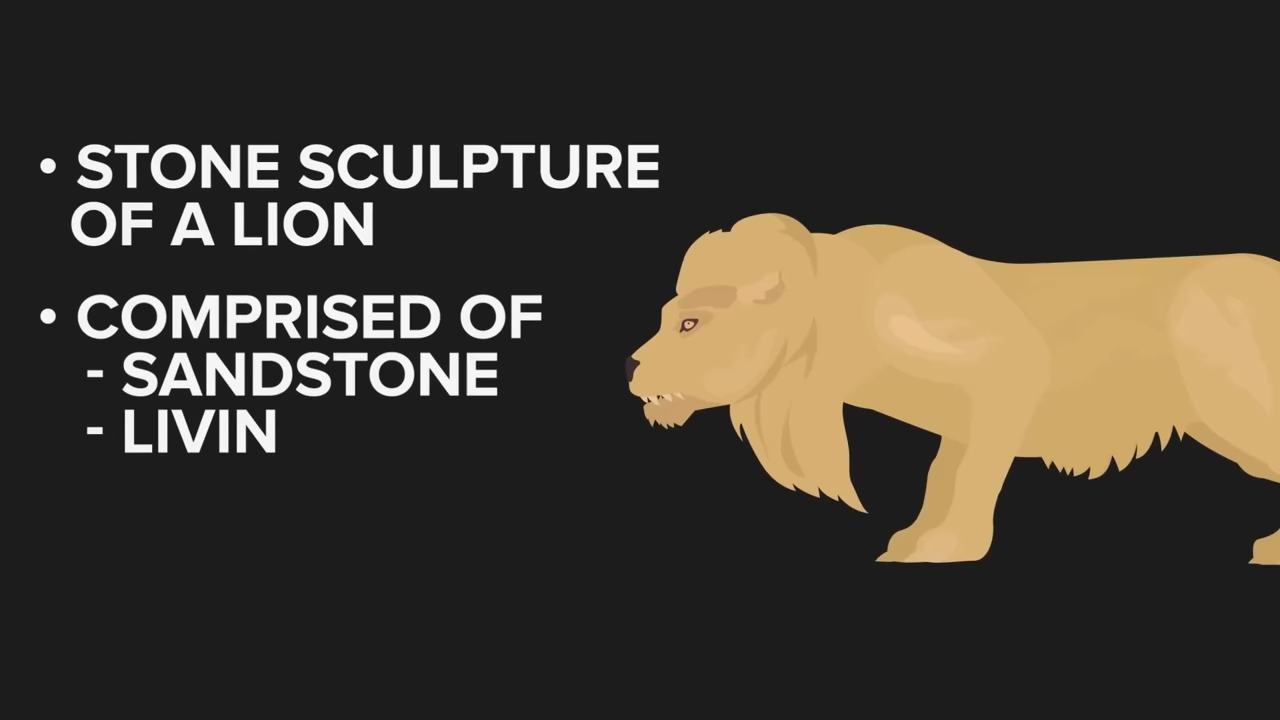 • STONE SCULPTURE
OF A LION
• COMPRISED OF
- SANDSTONE
- LIVIN